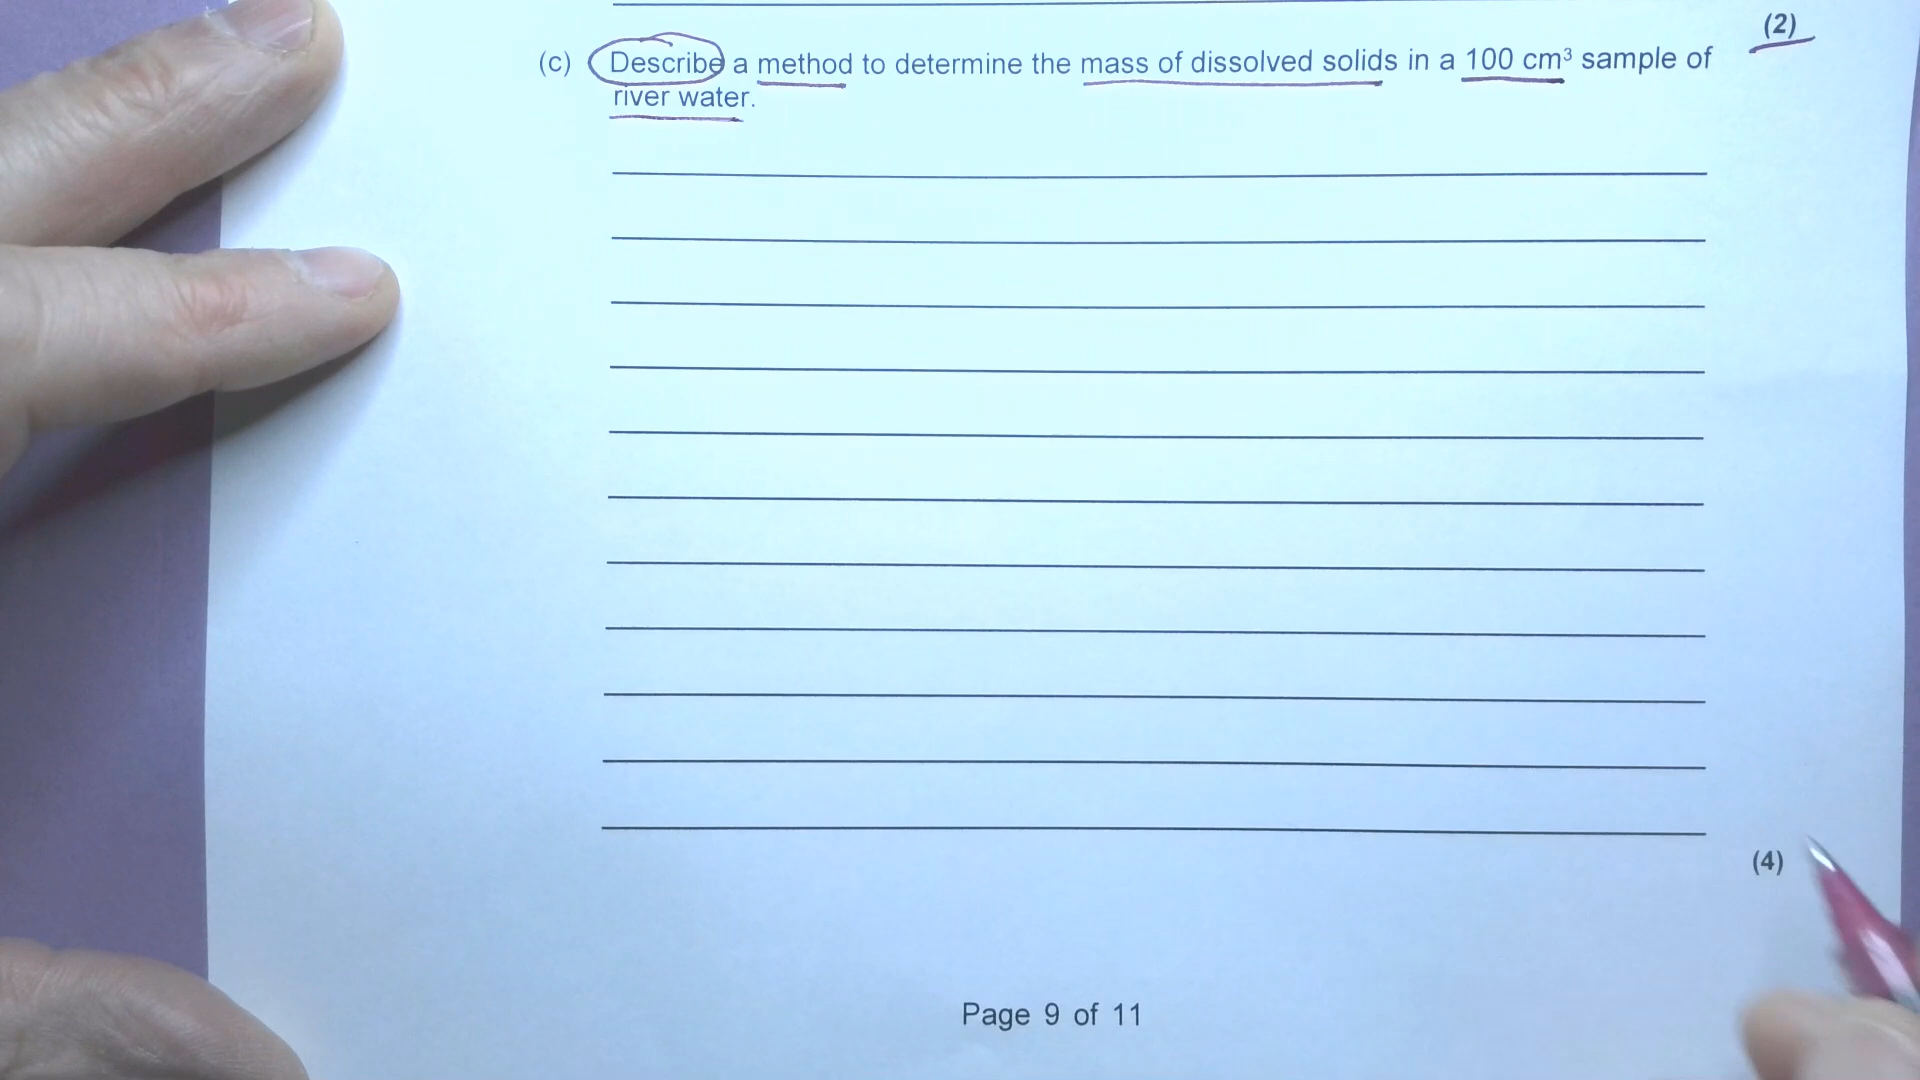 (2)
(c) Describe a method to determine the mass of dissolved solids in a 100 cm³ sample of
river water.
(4)
Page 9 of 11